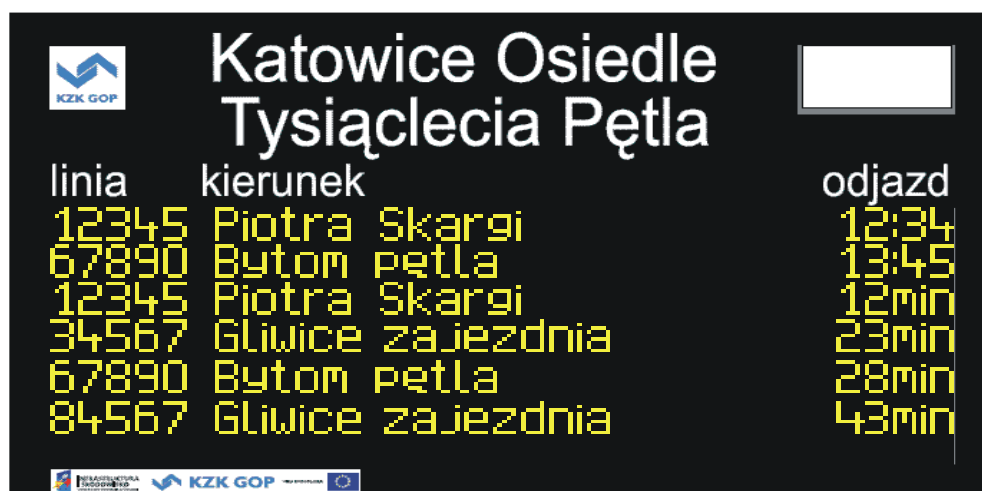 KZK GOP
Katowice Osiedle
Tysiąclecia Pętla
linia kierunek odjazd
12345 Piotra Skargi 12:34
67890 Bytom pętla 13:45
12345 Piotra Skargi 12min
34567 Gliwice zajezdnia 23min
67890 Bytom pętla 28min
84567 Gliwice zajezdnia 43min
INFRASTRUKTURA
KZK GOP